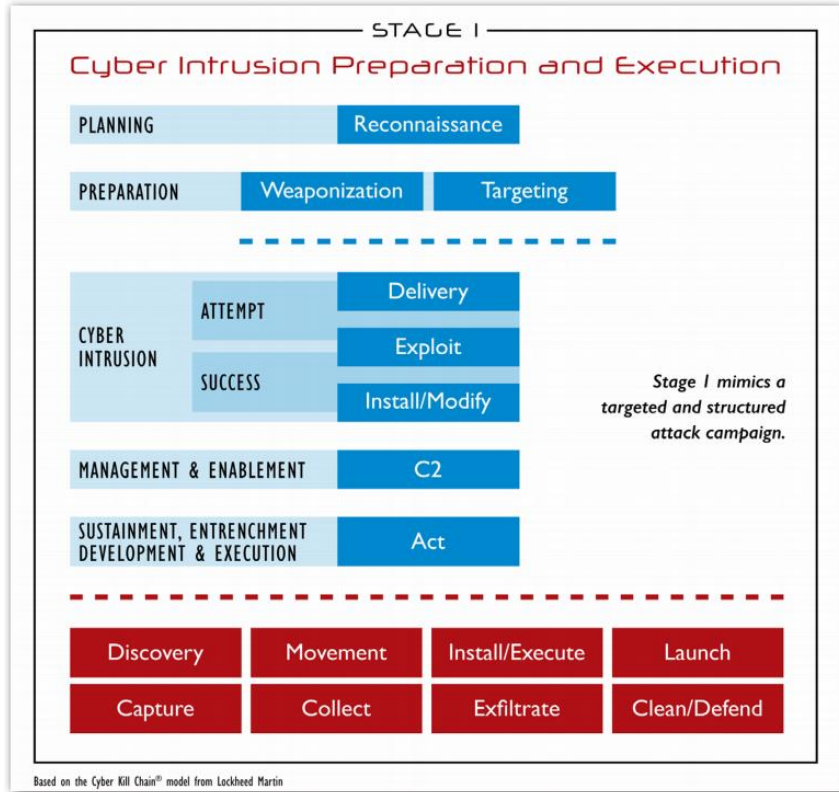 STAGE 1
Cyber Intrusion Preparation and Execution
PLANNING
Reconnaissance
PREPARATION
Weaponization
Targeting
CYBER
INTRUSION
ATTEMPT
SUCCESS
Delivery
Exploit
Install/Modify
Stage 1 mimics a
targeted and structured
attack campaign.
MANAGEMENT & ENABLEMENT
C2
SUSTAINMENT, ENTRENCHMENT
DEVELOPMENT & EXECUTION
Act
Discovery
Movement
Install/Execute
Launch
Capture
Collect
Exfiltrate
Clean/Defend
Based on the Cyber Kill Chain® model from Lockheed Martin